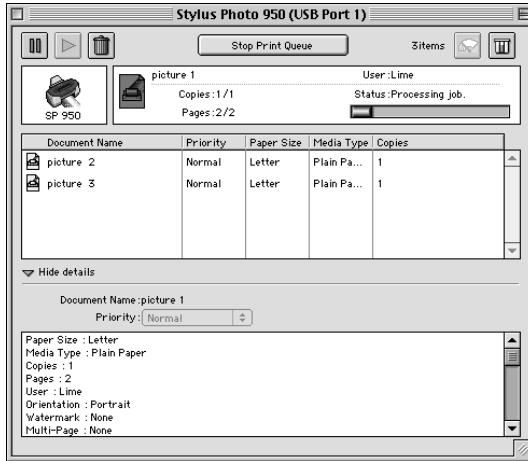 Stylus Photo 950 (USB Port 1)
Stop Print Queue
3items
SP 950
picture 1 User:Lime
Copies:1/1 Status:Processing job.
Pages:2/2
Document Name Priority Paper Size Media Type Copies
picture 2 Normal Letter Plain Pa... 1
picture 3 Normal Letter Plain Pa... 1
Hide details
Document Name:picture 1
Priority: Normal
Paper Size : Letter
Media Type : Plain Paper
Copies : 1
Pages : 2
User : Lime
Orientation : Portrait
Watermark : None
Multi-Page : None